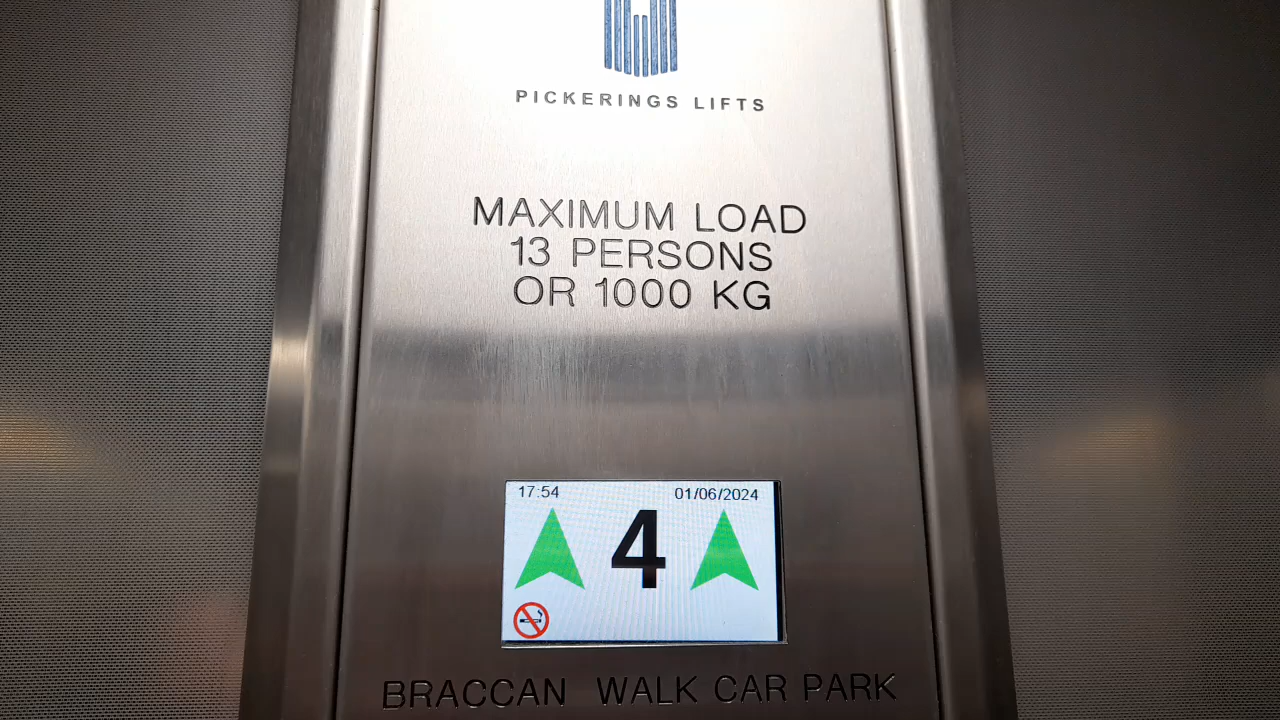 PICKERINGS LIFTS
MAXIMUM LOAD
13 PERSONS
OR 1000 KG
17:54 01/06/2024
4
BRACCAN WALK CAR PARK